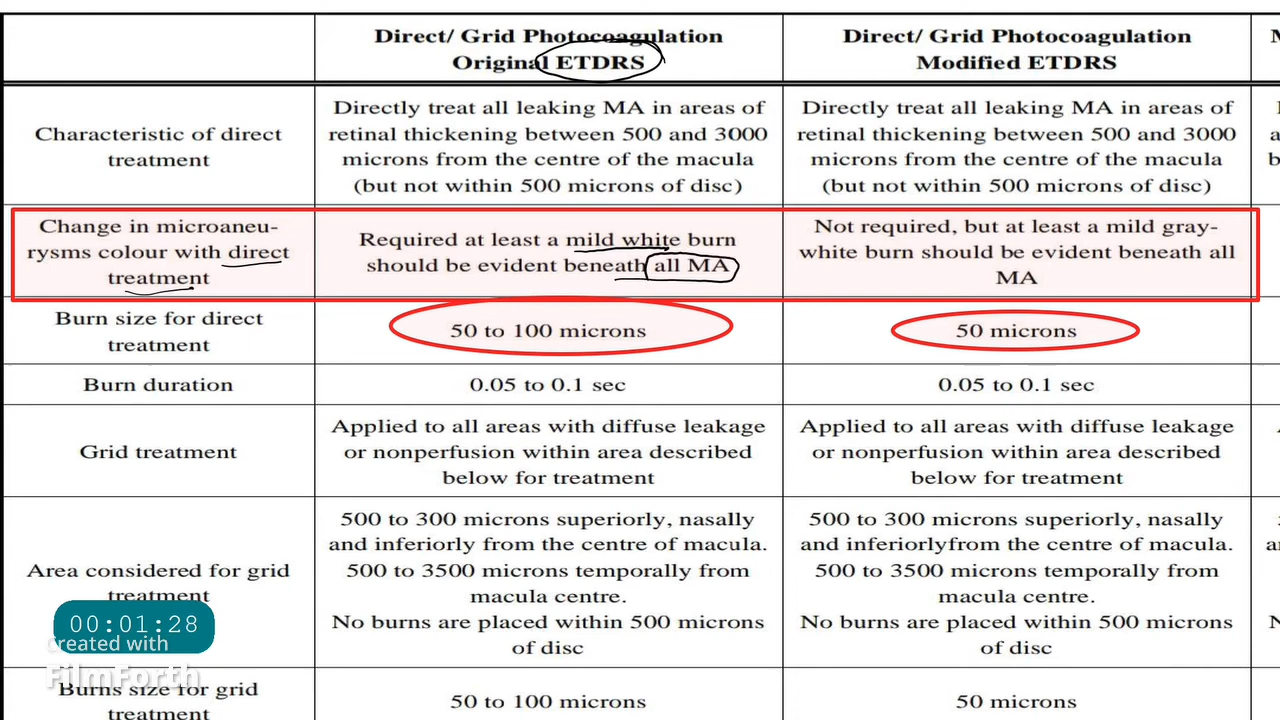 Direct/ Grid Photocoagulation
Original ETDRS
Direct/ Grid Photocoagulation
Modified ETDRS
M
Characteristic of direct
treatment
Directly treat all leaking MA in areas of
retinal thickening between 500 and 3000
microns from the centre of the macula
(but not within 500 microns of disc)
Directly treat all leaking MA in areas of
retinal thickening between 500 and 3000
microns from the centre of the macula
(but not within 500 microns of disc)
Change in microaneu-
rysms colour with direct
treatment
Required at least a mild white burn
should be evident beneath all MA
Not required, but at least a mild gray-
white burn should be evident beneath all
MA
Burn size for direct
treatment
50 to 100 microns
50 microns
Burn duration
0.05 to 0.1 sec
0.05 to 0.1 sec
Grid treatment
Applied to all areas with diffuse leakage
or nonperfusion within area described
below for treatment
Applied to all areas with diffuse leakage
or nonperfusion within area described
below for treatment
Area considered for grid
treatment
500 to 300 microns superiorly, nasally
and inferiorly from the centre of macula.
500 to 3500 microns temporally from
macula centre.
No burns are placed within 500 microns
of disc
500 to 300 microns superiorly, nasally
and inferiorlyfrom the centre of macula.
500 to 3500 microns temporally from
macula centre.
No burns are placed within 500 microns
of disc
00:01:28
Created with
FilmForth
Burns size for grid
treatment
50 to 100 microns
50 microns